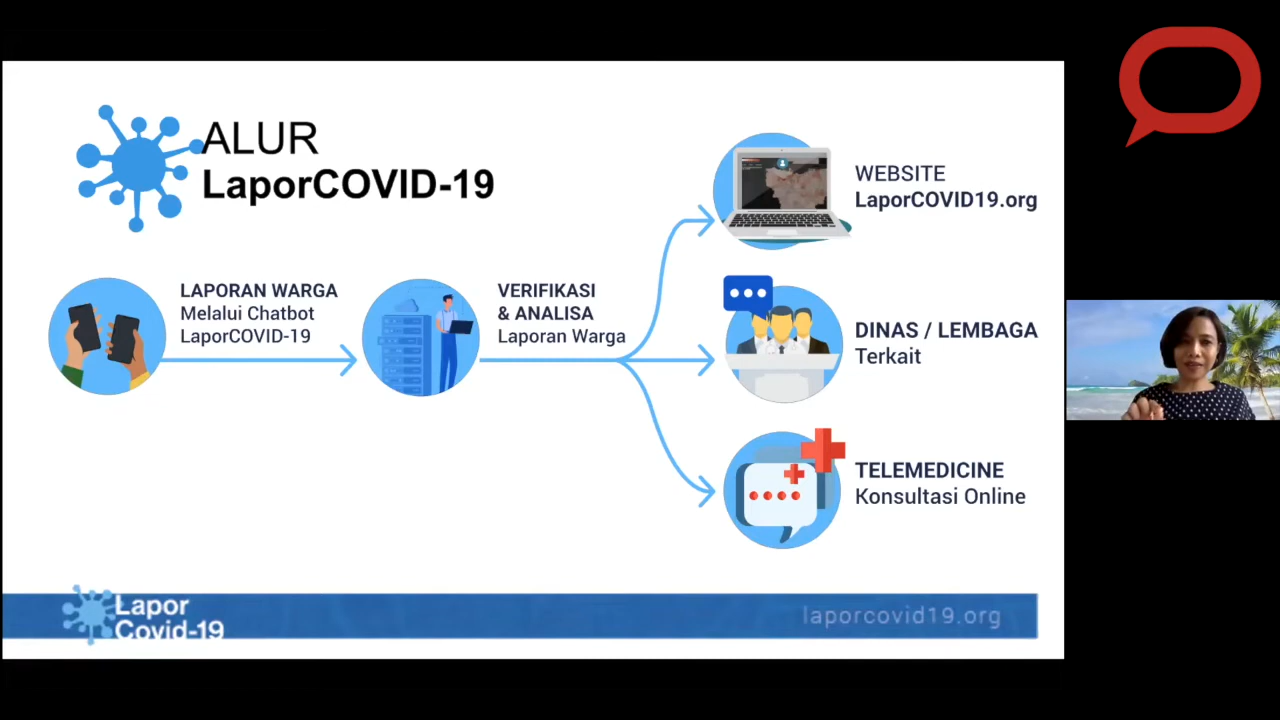 ALUR
LaporCOVID-19
LAPORAN WARGA
Melalui Chatbot
LaporCOVID-19
VERIFIKASI
& ANALISA
Laporan Warga
WEBSITE
LaporCOVID19.org
DINAS / LEMBAGA
Terkait
TELEMEDICINE
Konsultasi Online
Lapor
Covid-19
laporcovid19.org